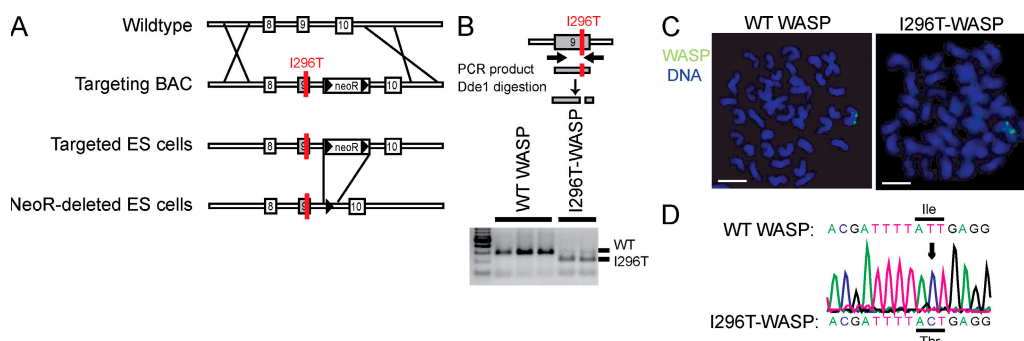 A
Wildtype
8
9
10
I296T
Targeting BAC
8
9
neoR
10
Targeted ES cells
8
9
neoR
10
NeoR-deleted ES cells
8
9
10
B
I296T
9
PCR product
Dde1 digestion
WT WASP
I296T-WASP
WT
I296T
C
WT WASP
I296T-WASP
WASP
DNA
D
Ile
WT WASP: ACGATTTTATTGAGG
I296T-WASP: ACGATTTTACTGAGG
Thr